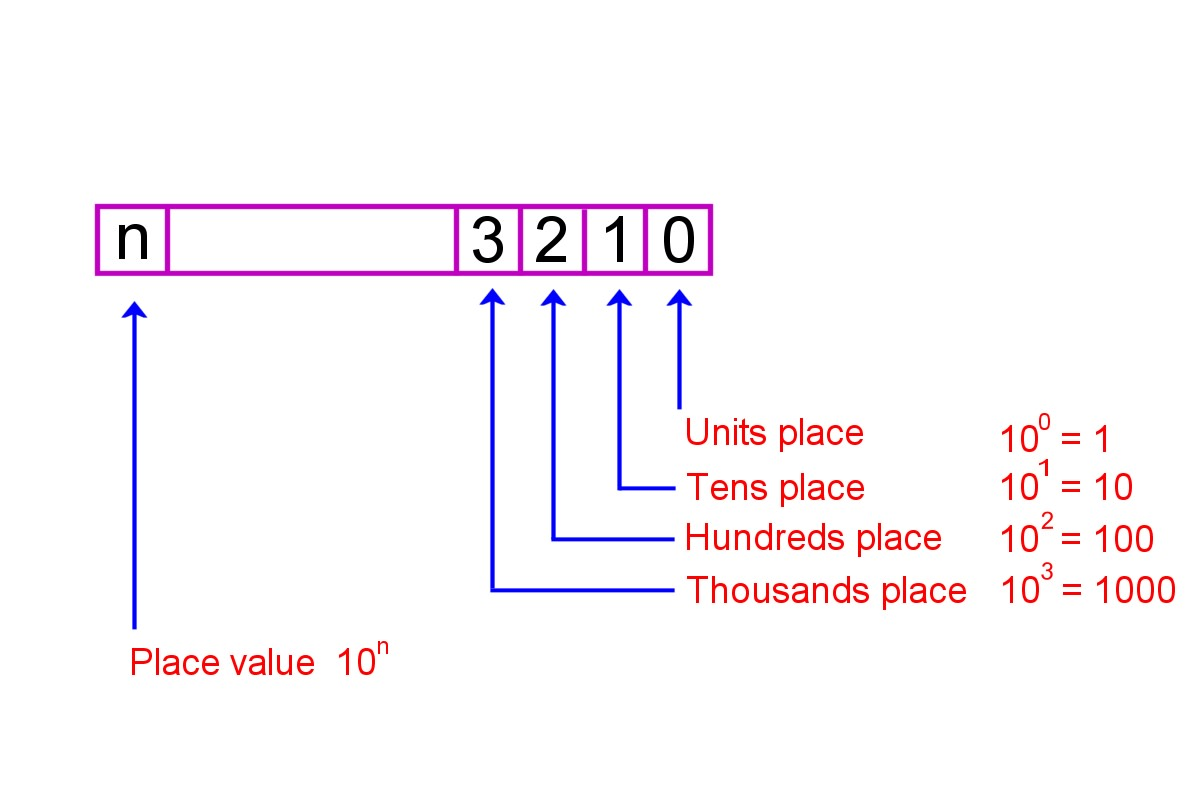 n 3 2 1 0
Units place 10⁰ = 1
Tens place 10¹ = 10
Hundreds place 10² = 100
Thousands place 10³ = 1000
Place value 10ⁿ